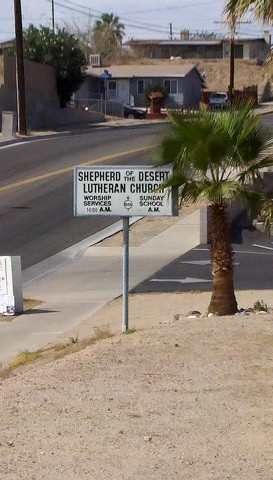 SHEPHERD OF THE DESERT
LUTHERAN CHURCH
WORSHIP SERVICES A.M.
SUNDAY SCHOOL A.M.